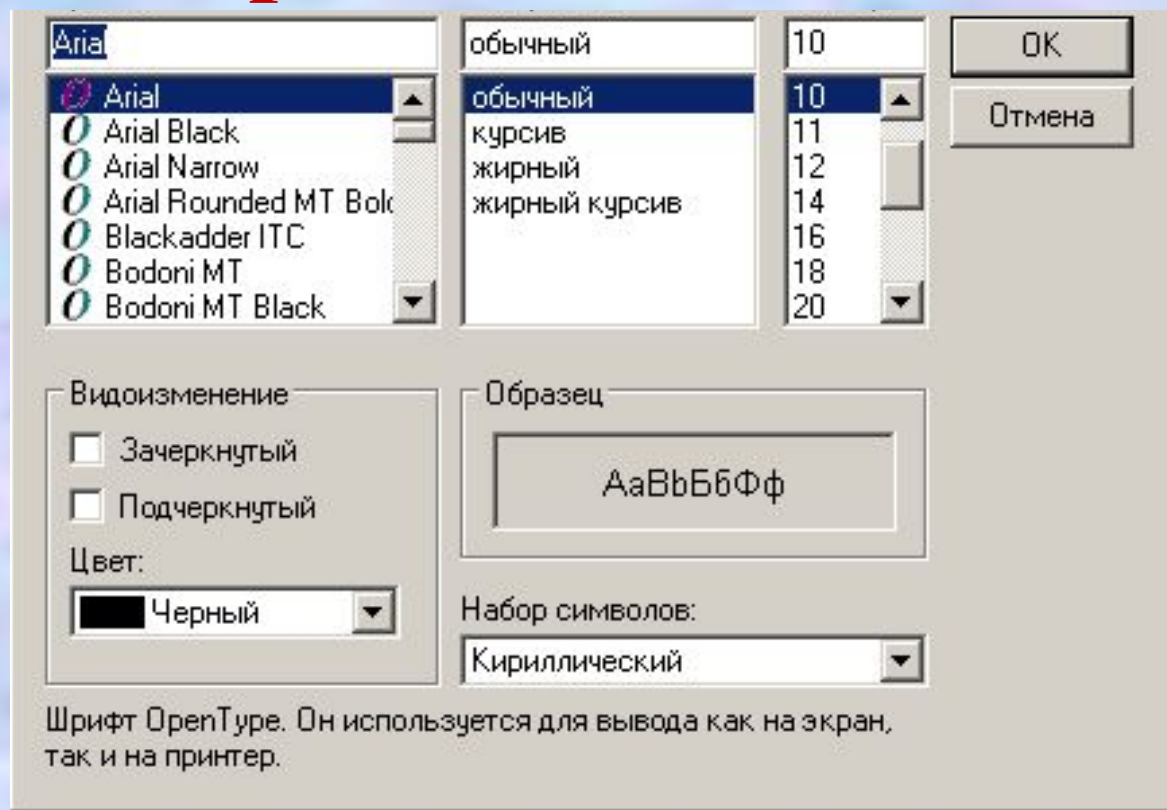 Arial обычный 10 OK
Arial обычный 10
Arial Black курсив 11 Отмена
Arial Narrow жирный 12
Arial Rounded MT Bold жирный курсив 14
Blackadder ITC 16
Bodoni MT 18
Bodoni MT Black 20
Видоизменение Образец
Зачеркнутый
AaBbБбФф
Подчеркнутый
Цвет:
Черный Набор символов:
Кириллический
Шрифт OpenType. Он используется для вывода как на экран,
так и на принтер.